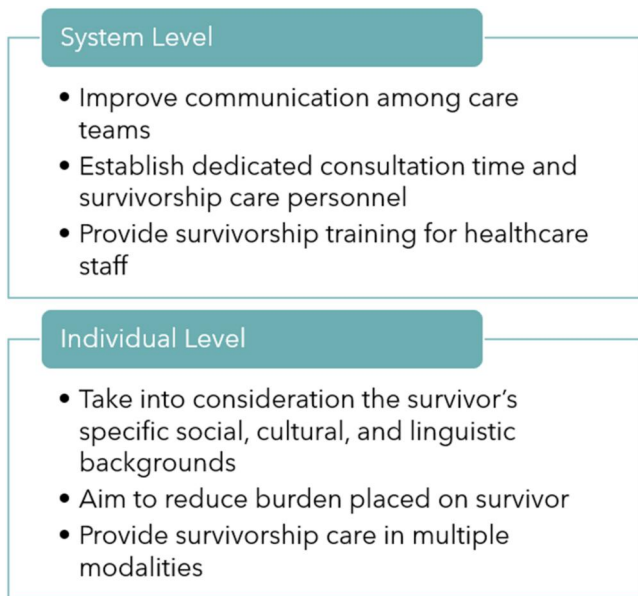 System Level
• Improve communication among care
teams
• Establish dedicated consultation time and
survivorship care personnel
• Provide survivorship training for healthcare
staff
Individual Level
• Take into consideration the survivor’s
specific social, cultural, and linguistic
backgrounds
• Aim to reduce burden placed on survivor
• Provide survivorship care in multiple
modalities